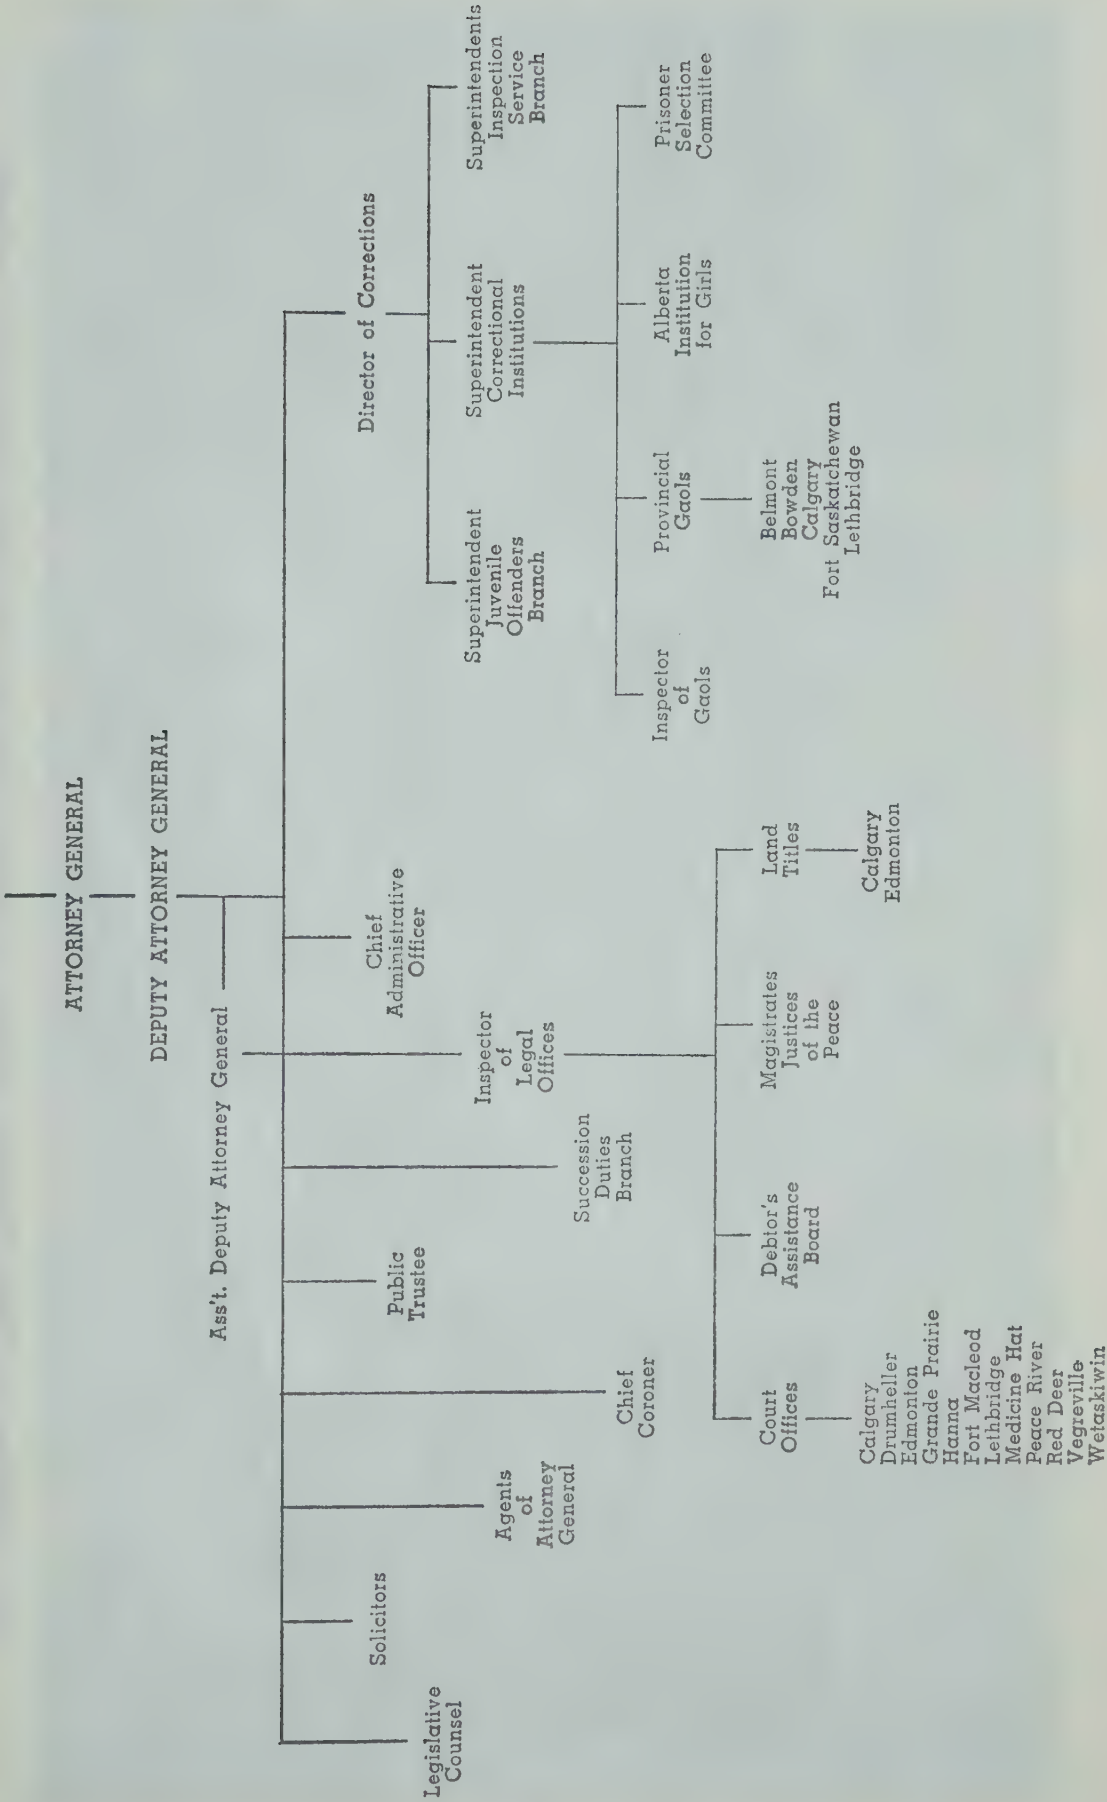 ATTORNEY GENERAL
DEPUTY ATTORNEY GENERAL
Ass't. Deputy Attorney General
Legislative
Counsel
Solicitors
Agents
of
Attorney
General
Chief
Coroner
Public
Trustee
Succession
Duties
Branch
Inspector
of
Legal
Offices
Chief
Administrative
Officer
Director of Corrections
Court
Offices
Calgary
Drumheller
Edmonton
Grande Prairie
Hanna
Fort Macleod
Lethbridge
Medicine Hat
Peace River
Red Deer
Vegreville
Wetaskiwin
Debtor's
Assistance
Board
Magistrates
Justices
of the
Peace
Land
Titles
Calgary
Edmonton
Superintendent
Juvenile
Offenders
Branch
Superintendent
Correctional
Institutions
Superintendents
Inspection
Service
Branch
Inspector
of
Gaols
Provincial
Gaols
Belmont
Bowden
Calgary
Fort Saskatchewan
Lethbridge
Alberta
Institution
for Girls
Prisoner
Selection
Committee